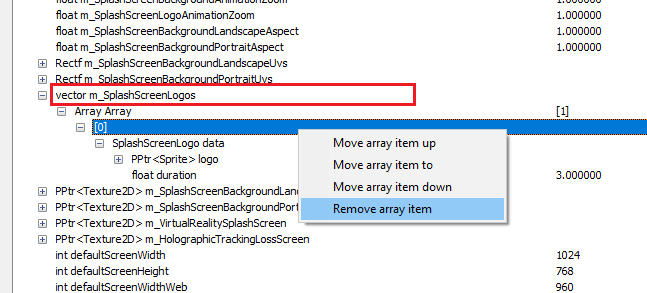 float m_SplashScreenBackgroundAnimationZoom 1.000000
float m_SplashScreenLogoAnimationZoom 1.000000
float m_SplashScreenBackgroundLandscapeAspect 1.000000
float m_SplashScreenBackgroundPortraitAspect 1.000000
Rectf m_SplashScreenBackgroundLandscapeUvs
Rectf m_SplashScreenBackgroundPortraitUvs
vector m_SplashScreenLogos
Array Array [1]
[0]
SplashScreenLogo data
Move array item up
PPtr<Sprite> logo
Move array item to
float duration 3.000000
Move array item down
PPtr<Texture2D> m_SplashScreenBackgroundLand
Remove array item
PPtr<Texture2D> m_SplashScreenBackgroundPort
PPtr<Texture2D> m_VirtualRealitySplashScreen
PPtr<Texture2D> m_HolographicTrackingLossScreen
int defaultScreenWidth 1024
int defaultScreenHeight 768
int defaultScreenWidthWeb 960